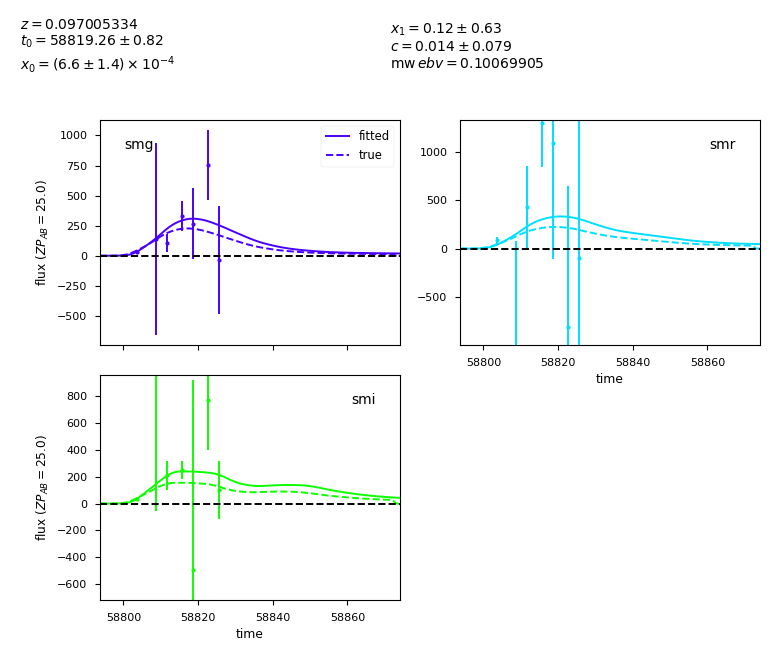 z = 0.097005334
t₀ = 58819.26 ± 0.82
x₀ = (6.6 ± 1.4) × 10⁻⁴
x₁ = 0.12 ± 0.63
c = 0.014 ± 0.079
mw ebv = 0.10069905
smg
fitted
true
1000
750
500
250
0
−250
−500
flux (ZP_AB = 25.0)
smr
1000
500
0
−500
58800 58820 58840 58860
time
smi
800
600
400
200
0
−200
−400
−600
flux (ZP_AB = 25.0)
58800 58820 58840 58860
time